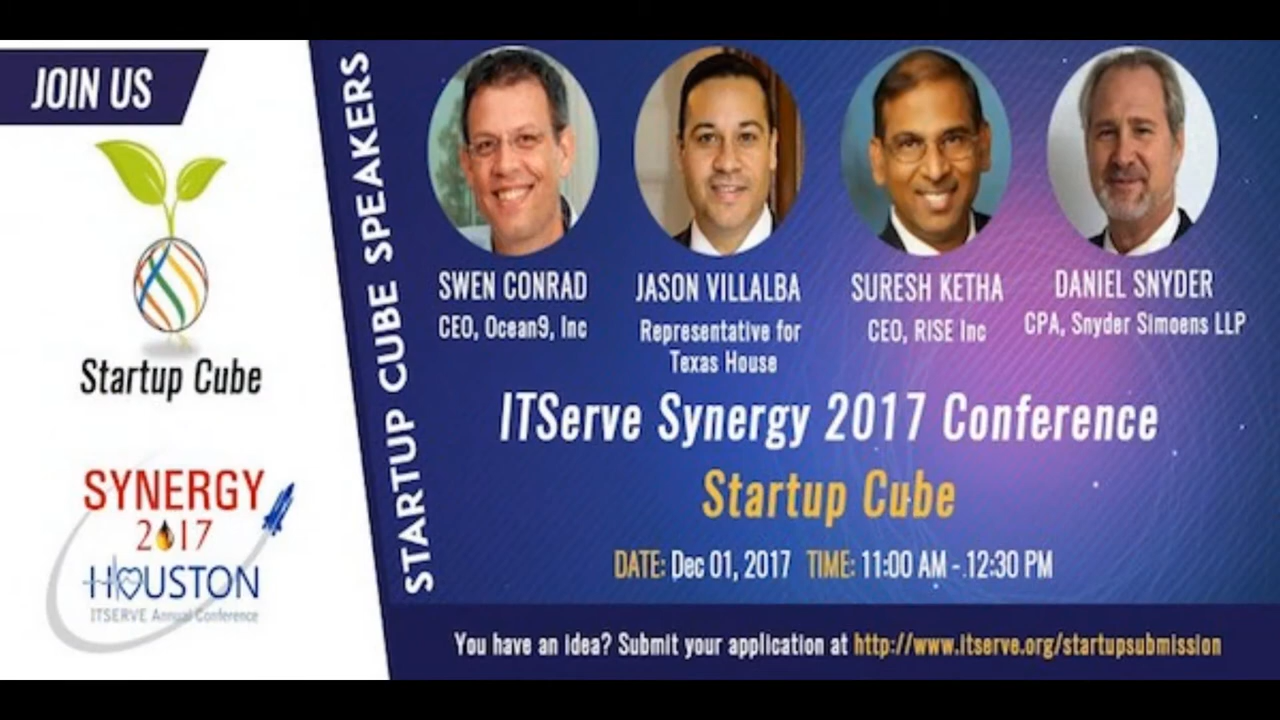 JOIN US
Startup Cube
SYNERGY
2017
HOUSTON
ITSERVE Annual Conference
STARTUP CUBE SPEAKERS
SWEN CONRAD
CEO, Ocean9, Inc
JASON VILLALBA
Representative for
Texas House
SURESH KETHA
CEO, RISE Inc
DANIEL SNYDER
CPA, Snyder Simoens LLP
ITServe Synergy 2017 Conference
Startup Cube
DATE: Dec 01, 2017 TIME: 11:00 AM - 12:30 PM
You have an idea? Submit your application at http://www.itserve.org/startupsubmission